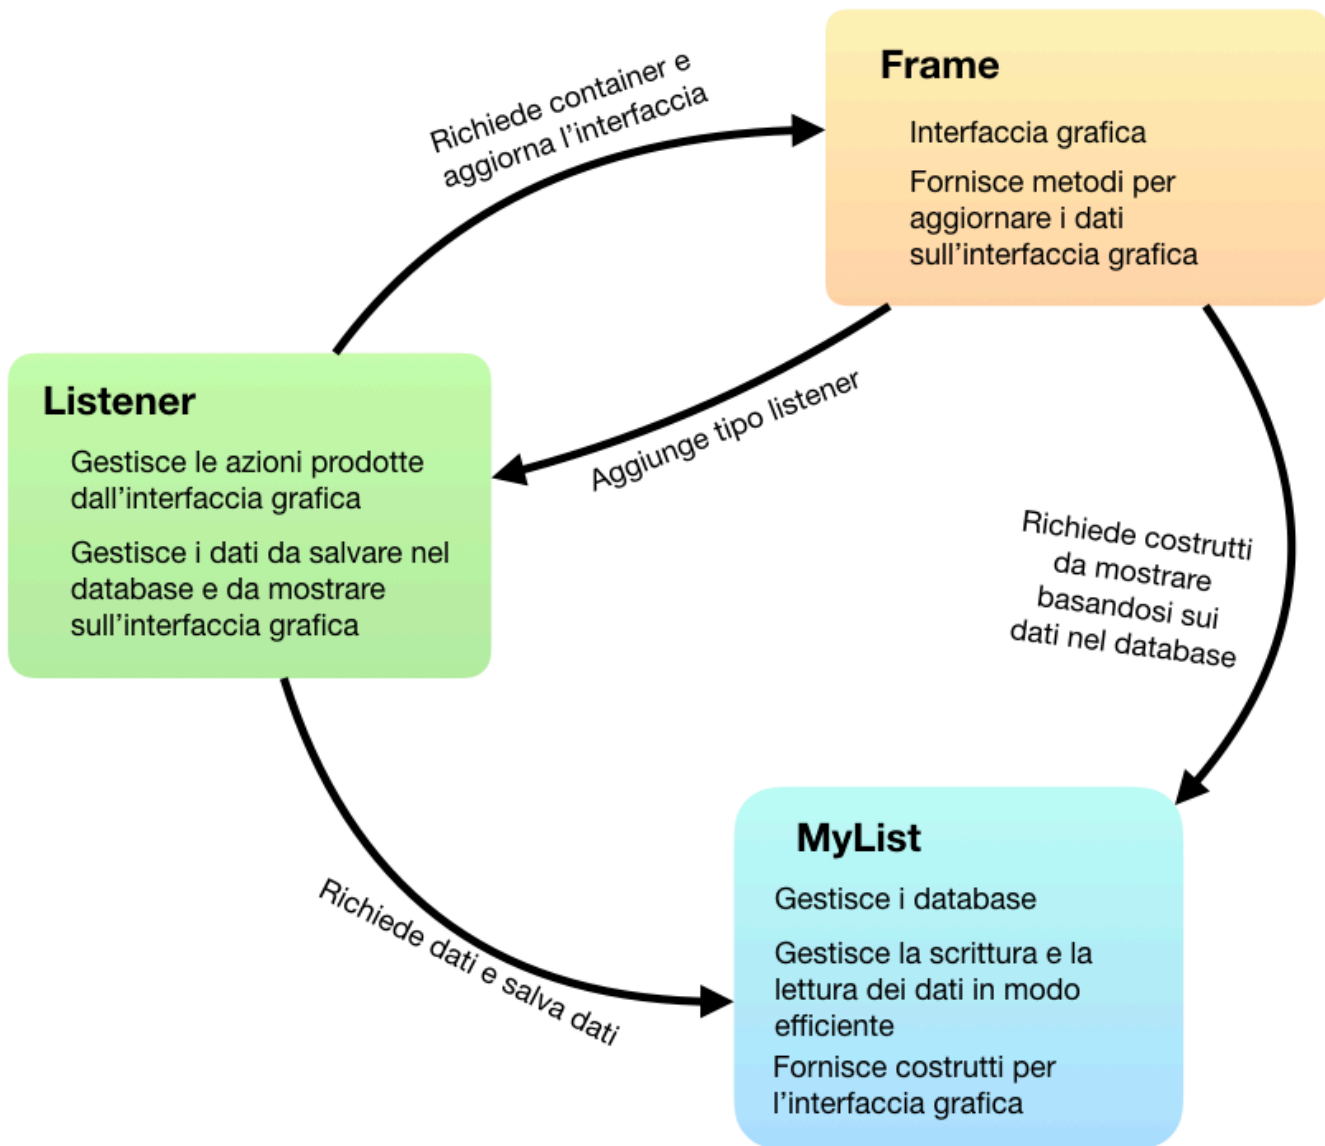 Frame
Interfaccia grafica
Fornisce metodi per
aggiornare i dati
sull'interfaccia grafica
Richiede container e
aggiorna l'interfaccia
Listener
Gestisce le azioni prodotte
dall'interfaccia grafica
Gestisce i dati da salvare nel
database e da mostrare
sull'interfaccia grafica
Aggiunge tipo listener
Richiede costrutti
da mostrare
basandosi sui
dati nel database
Richiede dati e salva dati
MyList
Gestisce i database
Gestisce la scrittura e la
lettura dei dati in modo
efficiente
Fornisce costrutti per
l'interfaccia grafica